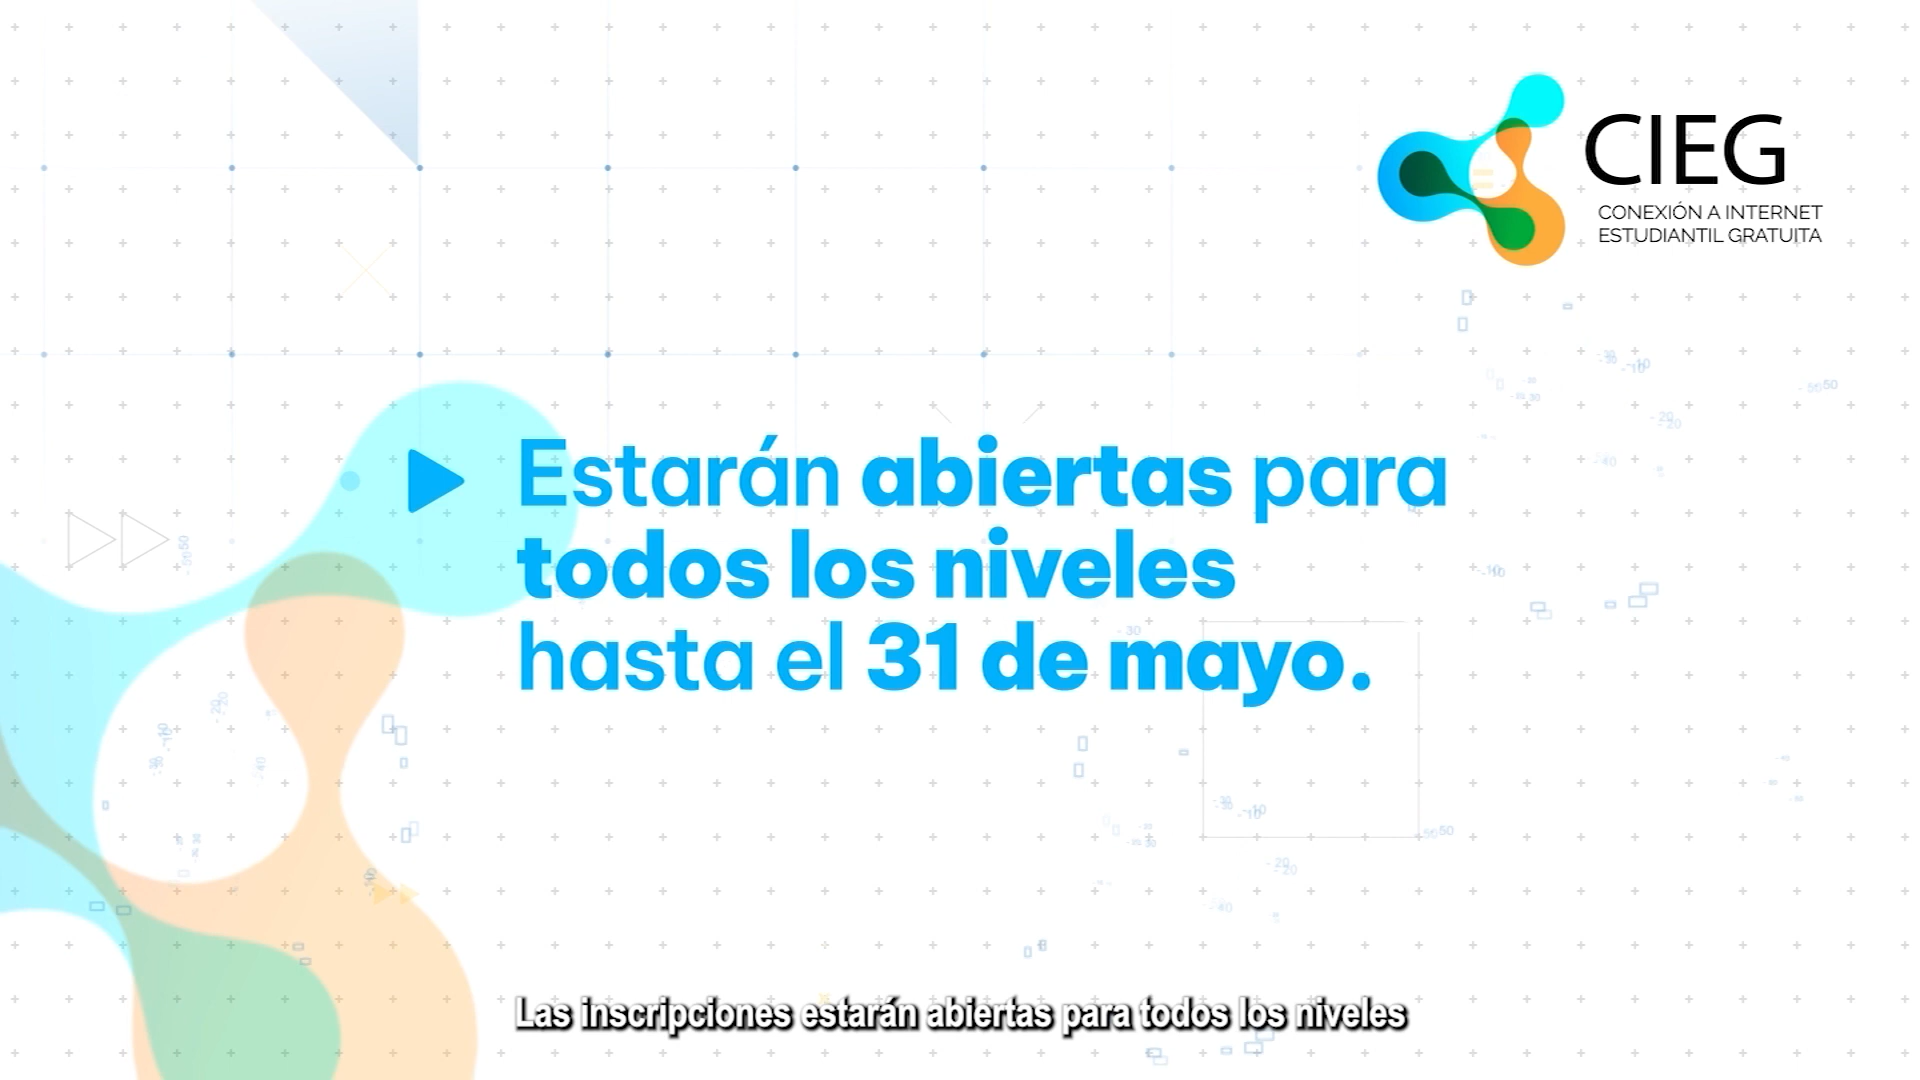 CIEG
CONEXIÓN A INTERNET
ESTUDIANTIL GRATUITA
Estarán abiertas para
todos los niveles
hasta el 31 de mayo.
Las inscripciones estarán abiertas para todos los niveles